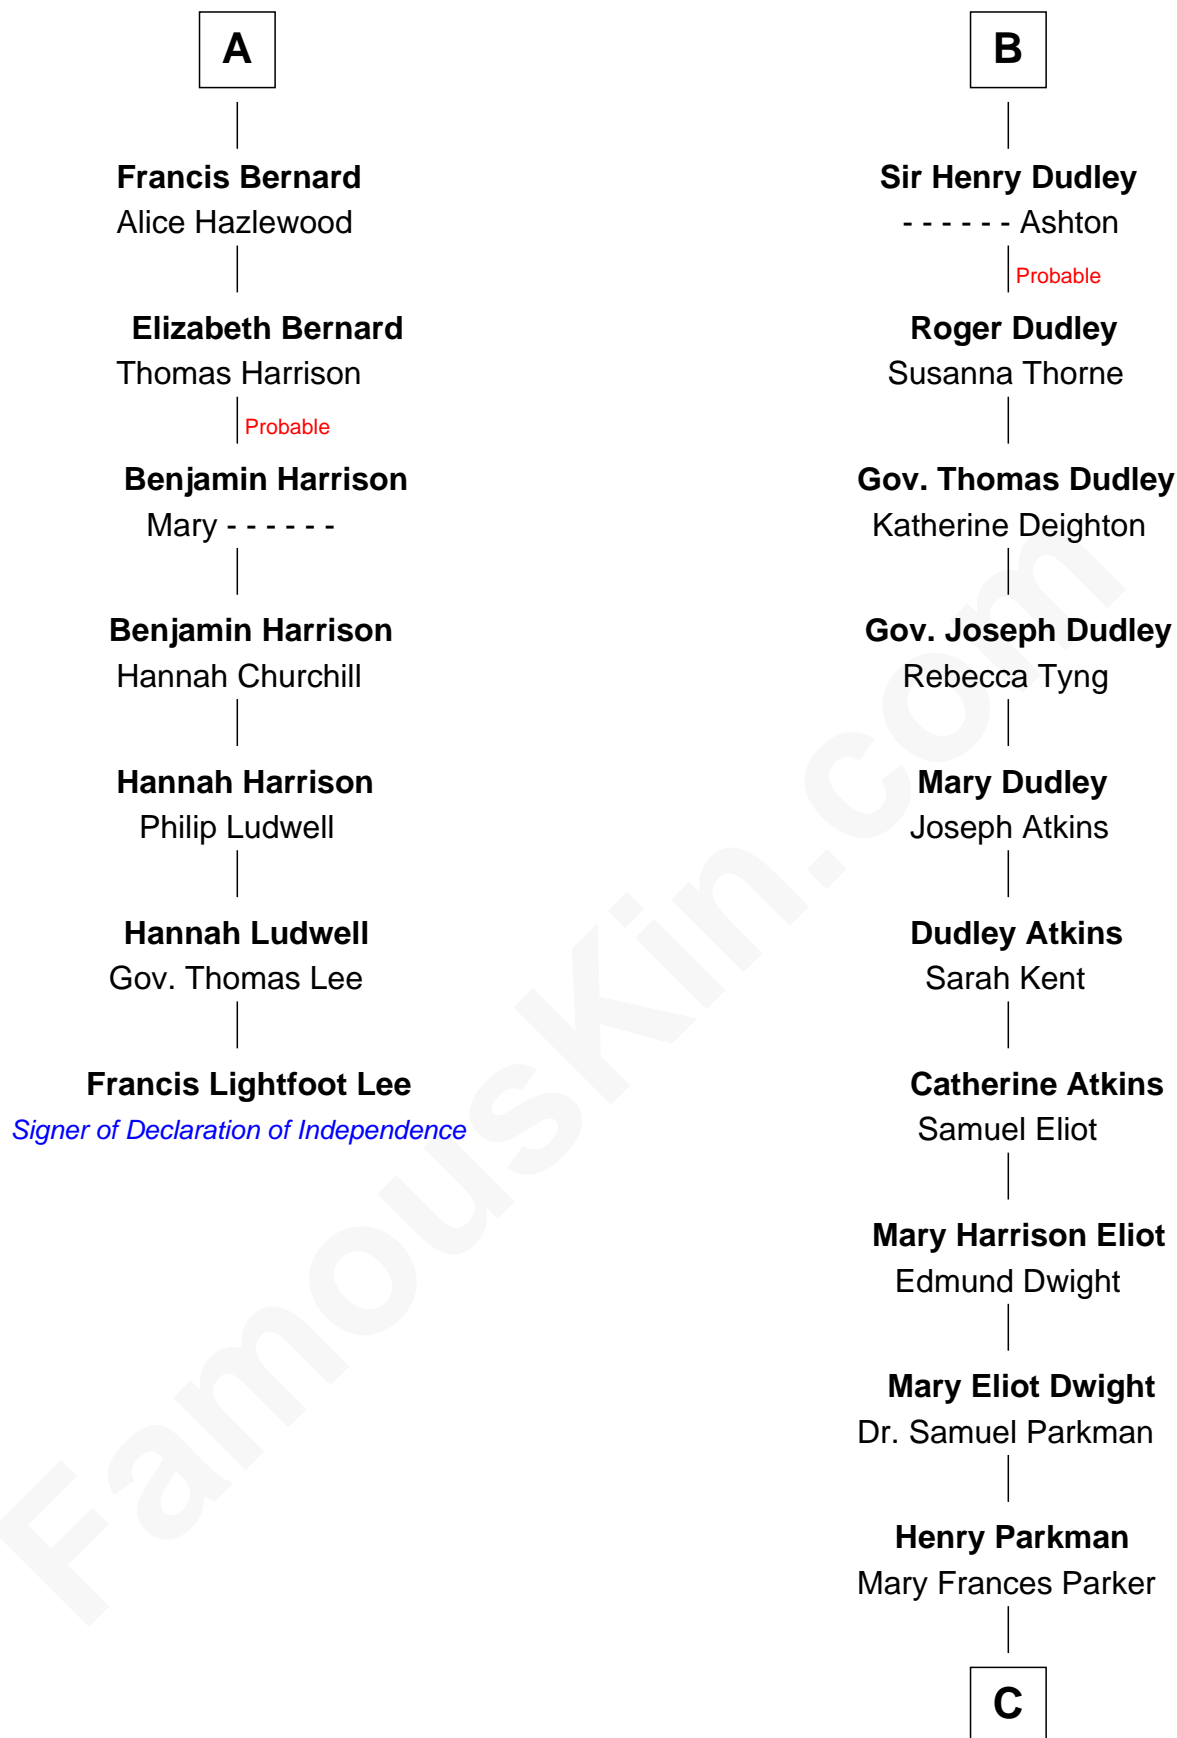 A
Francis Bernard
Alice Hazlewood
Elizabeth Bernard
Thomas Harrison
Probable
Benjamin Harrison
Mary - - - - - -
Benjamin Harrison
Hannah Churchill
Hannah Harrison
Philip Ludwell
Hannah Ludwell
Gov. Thomas Lee
Francis Lightfoot Lee
Signer of Declaration of Independence
B
Sir Henry Dudley
- - - - - - Ashton
Probable
Roger Dudley
Susanna Thorne
Gov. Thomas Dudley
Katherine Deighton
Gov. Joseph Dudley
Rebecca Tyng
Mary Dudley
Joseph Atkins
Dudley Atkins
Sarah Kent
Catherine Atkins
Samuel Eliot
Mary Harrison Eliot
Edmund Dwight
Mary Eliot Dwight
Dr. Samuel Parkman
Henry Parkman
Mary Frances Parker
C
FamousKin.com